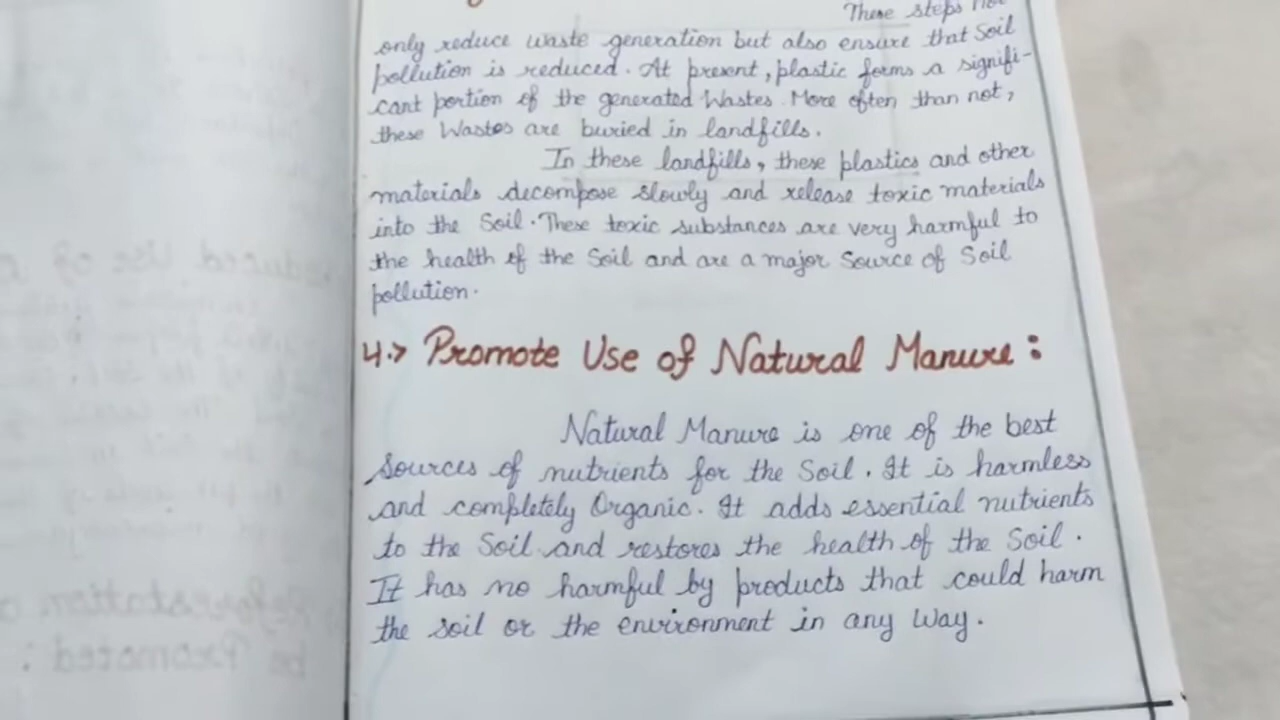 These steps not
only reduce waste generation but also ensure that Soil
pollution is reduced. At present, plastic forms a signifi-
cant portion of the generated Wastes. More often than not,
these Wastes are buried in landfills.
In these landfills, these plastics and other
materials decompose slowly and release toxic materials
into the Soil. These toxic substances are very harmful to
the health of the Soil and are a major Source of Soil
pollution.
4.> Promote Use of Natural Manure:
Natural Manure is one of the best
Sources of nutrients for the Soil. It is harmless
and completely Organic. It adds essential nutrients
to the Soil and restores the health of the Soil.
It has no harmful by products that could harm
the soil or the environment in any Way.